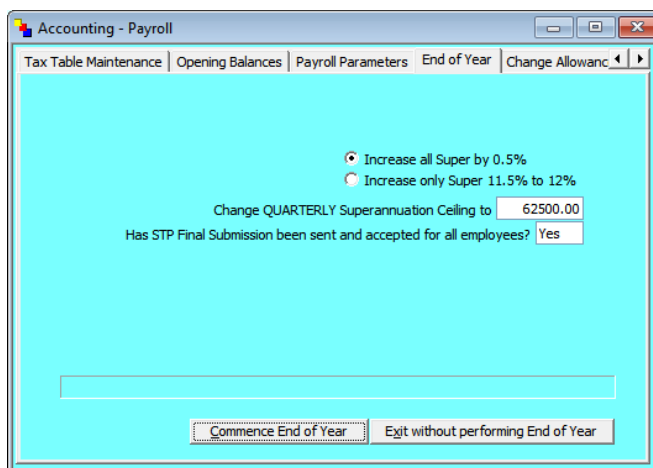 Accounting - Payroll
Tax Table Maintenance Opening Balances Payroll Parameters End of Year Change Allowanc
Increase all Super by 0.5%
Increase only Super 11.5% to 12%
Change QUARTERLY Superannuation Ceiling to 62500.00
Has STP Final Submission been sent and accepted for all employees? Yes
Commence End of Year Exit without performing End of Year